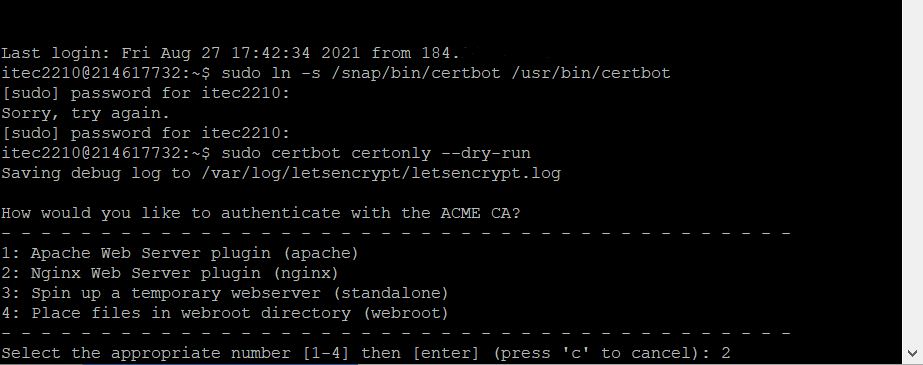 Last login: Fri Aug 27 17:42:34 2021 from 184.
itec2210@214617732:~$ sudo ln -s /snap/bin/certbot /usr/bin/certbot
[sudo] password for itec2210:
Sorry, try again.
[sudo] password for itec2210:
itec2210@214617732:~$ sudo certbot certonly --dry-run
Saving debug log to /var/log/letsencrypt/letsencrypt.log
How would you like to authenticate with the ACME CA?
- - - - - - - - - - - - - - - - - - - - - - - - - - - - - - - - - - - - - - - -
1: Apache Web Server plugin (apache)
2: Nginx Web Server plugin (nginx)
3: Spin up a temporary webserver (standalone)
4: Place files in webroot directory (webroot)
- - - - - - - - - - - - - - - - - - - - - - - - - - - - - - - - - - - - - - - -
Select the appropriate number [1-4] then [enter] (press 'c' to cancel): 2